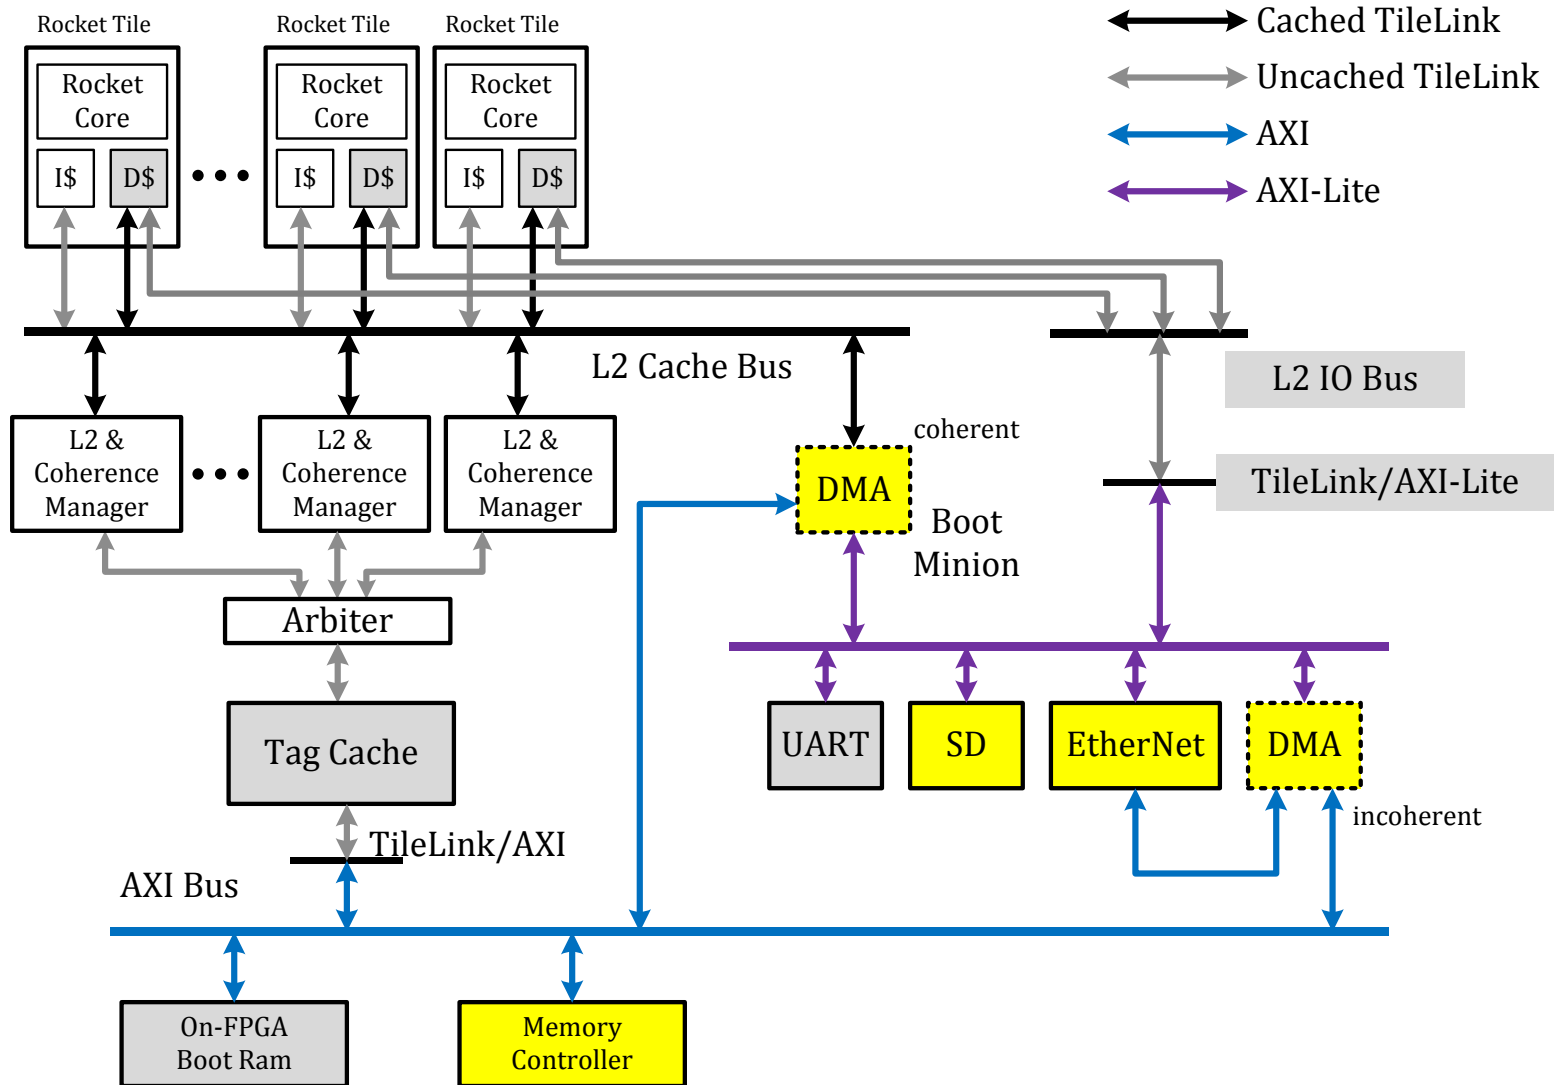 Rocket Tile
Rocket Tile
Rocket Tile
Cached TileLink
Uncached TileLink
AXI
AXI-Lite
Rocket
Core
I$
D$
Rocket
Core
I$
D$
Rocket
Core
I$
D$
L2 Cache Bus
L2 IO Bus
L2 &
Coherence
Manager
L2 &
Coherence
Manager
L2 &
Coherence
Manager
coherent
DMA
Boot
Minion
TileLink/AXI-Lite
Arbiter
Tag Cache
UART
SD
EtherNet
DMA
incoherent
TileLink/AXI
AXI Bus
On-FPGA
Boot Ram
Memory
Controller